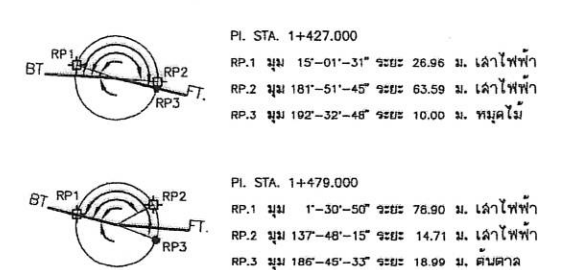 PI. STA. 1+427.000
RP1
RP.1 มุม 15°-01'-31" ระยะ 26.96 ม. เสาไฟฟ้า
BT.
RP2
RP.2 มุม 181°-51'-45" ระยะ 63.59 ม. เสาไฟฟ้า
FT.
RP3
RP.3 มุม 192°-32'-48" ระยะ 10.00 ม. หมุดไม้
PI. STA. 1+479.000
BT
RP1
RP2
RP.1 มุม 1°-30'-50" ระยะ 78.90 ม. เสาไฟฟ้า
FT.
RP.2 มุม 137°-48'-15" ระยะ 14.71 ม. เสาไฟฟ้า
RP3
RP.3 มุม 186°-45'-33" ระยะ 18.99 ม. ต้นตาล